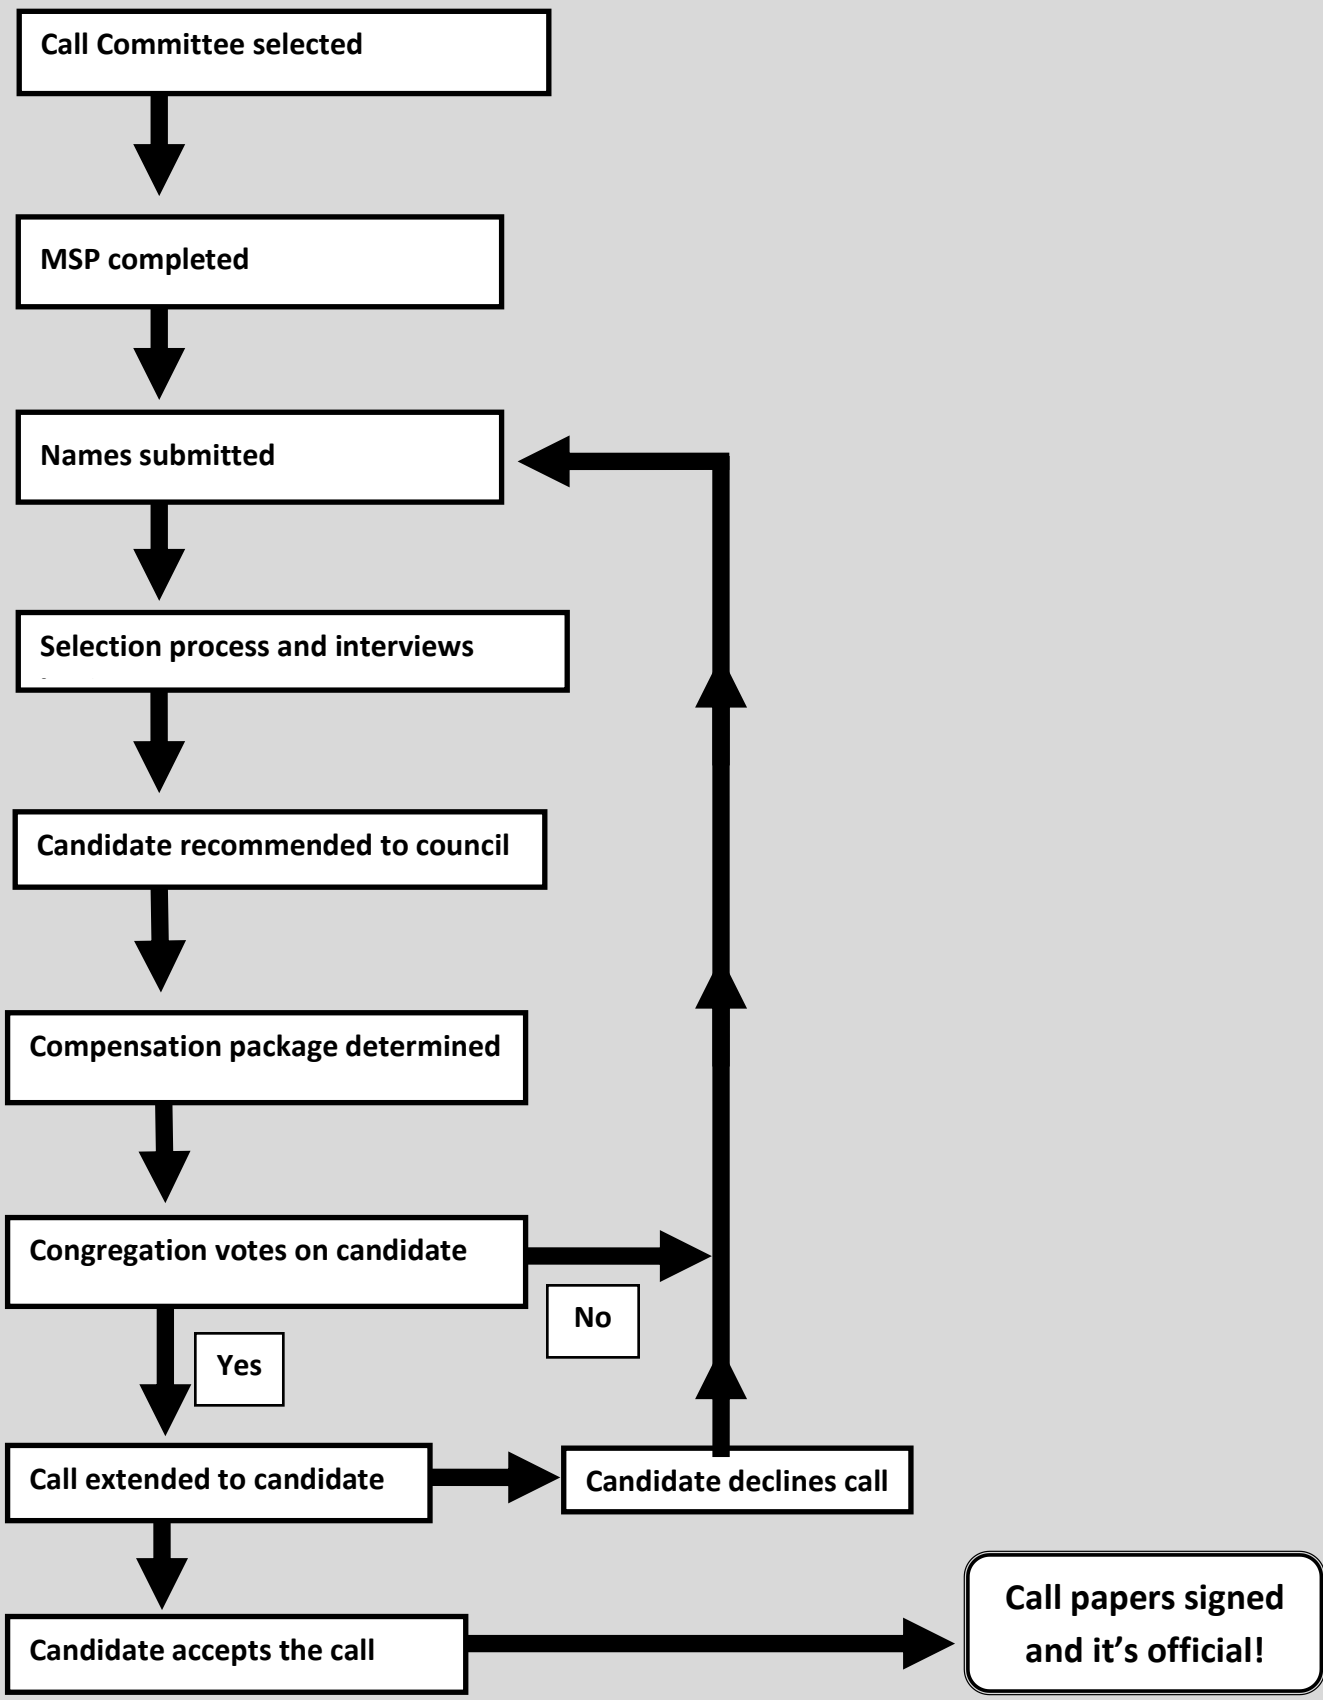 Call Committee selected
MSP completed
Names submitted
Selection process and interviews
Candidate recommended to council
Compensation package determined
Congregation votes on candidate
No
Yes
Call extended to candidate
Candidate declines call
Candidate accepts the call
Call papers signed
and it’s official!